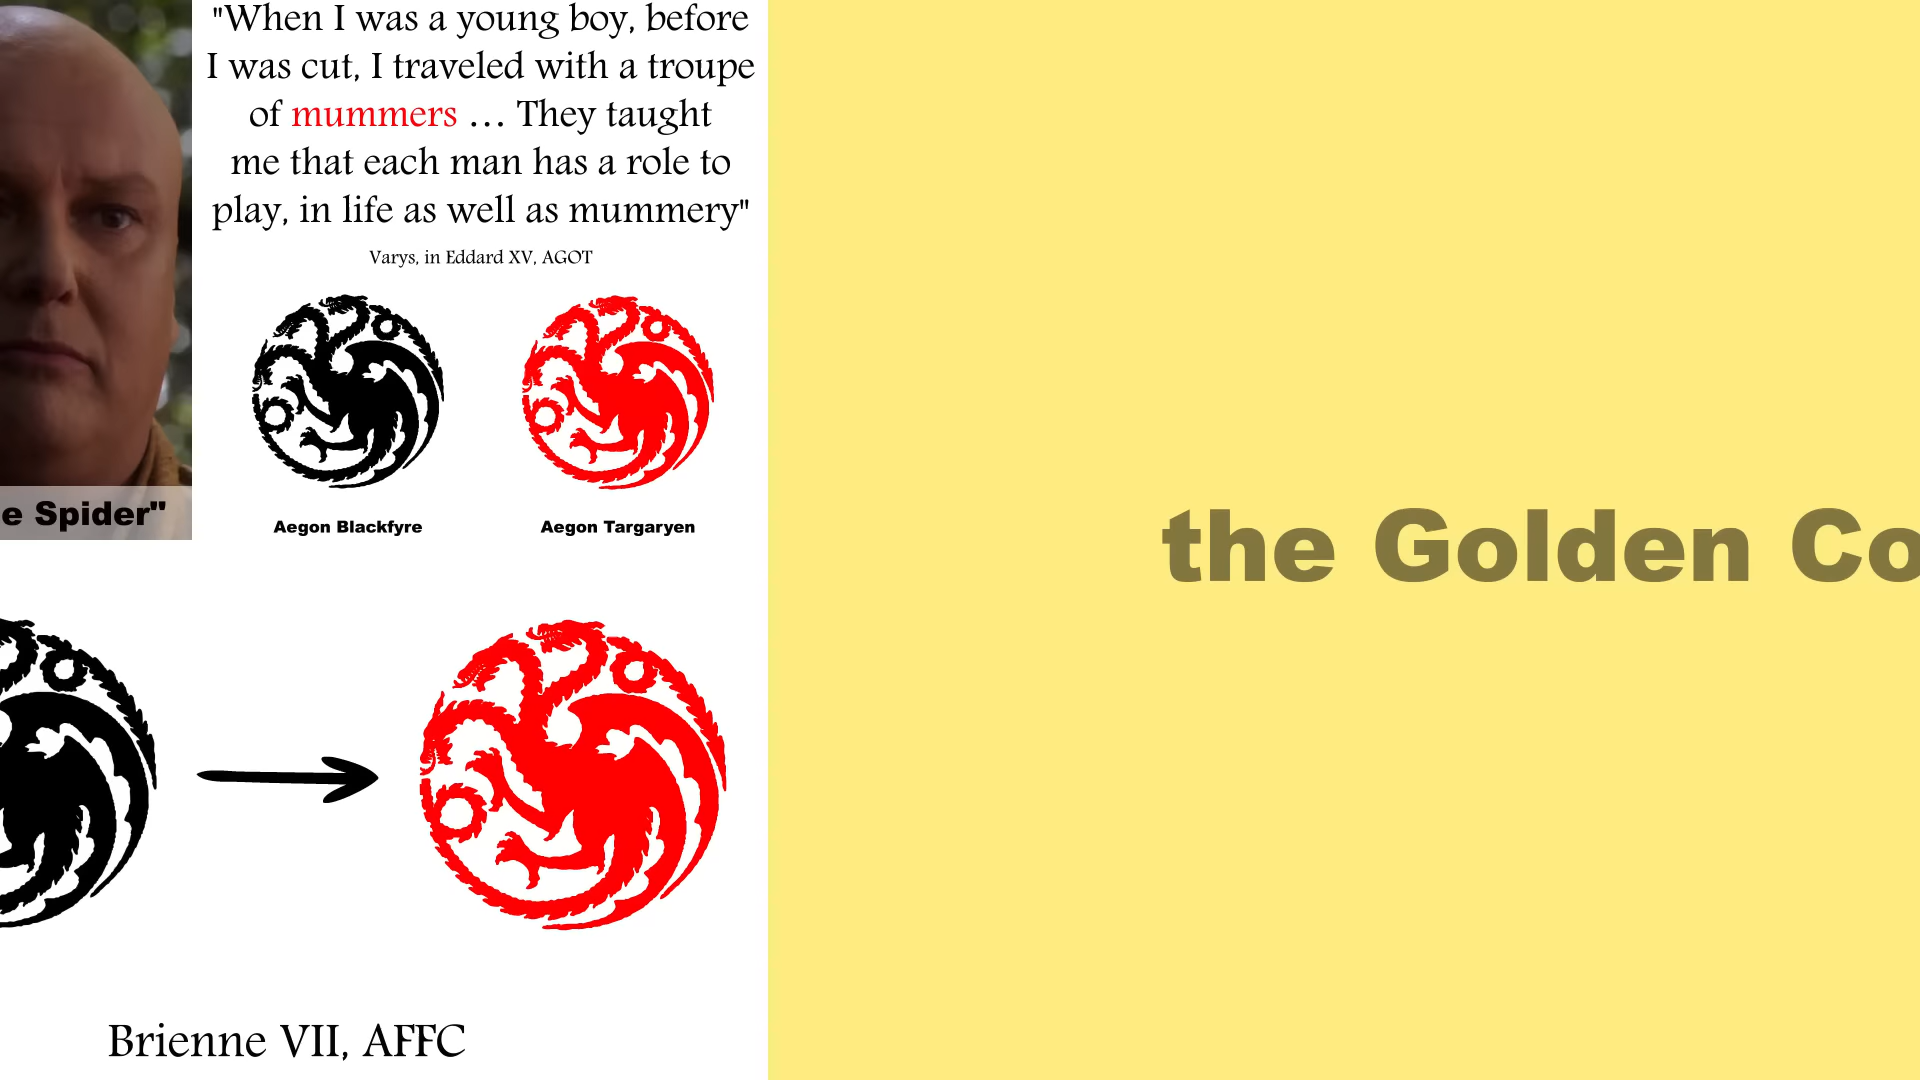 "When I was a young boy, before
I was cut, I traveled with a troupe
of mummers … They taught
me that each man has a role to
play, in life as well as mummery"
Varys, in Eddard XV, AGOT
e Spider"
Aegon Blackfyre
Aegon Targaryen
the Golden Co
Brienne VII, AFFC